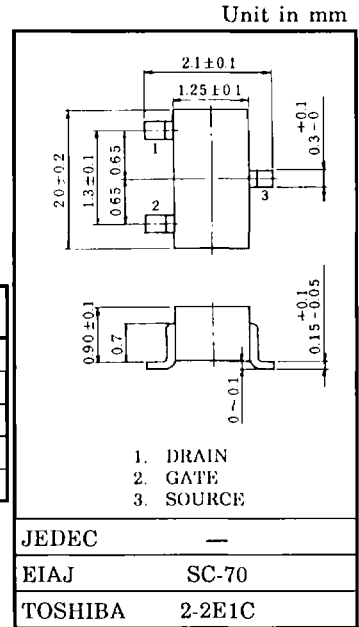 Unit in mm
2.1±0.1
1.25±0.1
2.0±0.2
1.3±0.1
0.65 0.65
1
2
3
+0.1
0.3-0
0.90±0.1
0.7
0~0.1
+0.1
0.15-0.05
1. DRAIN
2. GATE
3. SOURCE
JEDEC —
EIAJ SC-70
TOSHIBA 2-2E1C